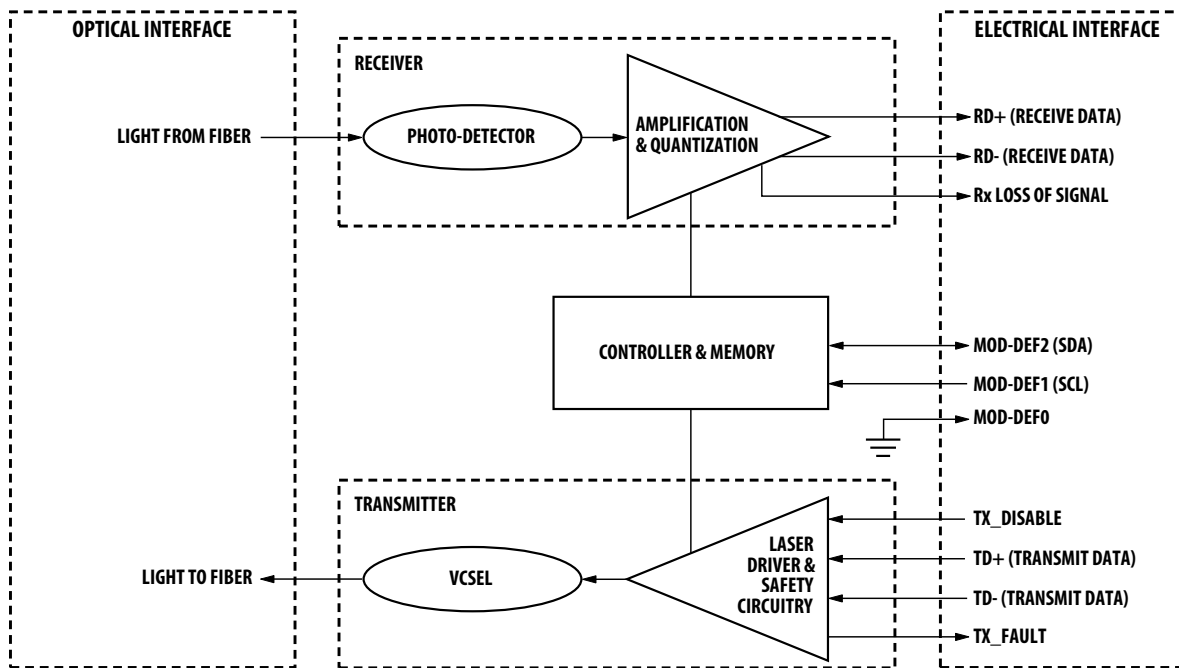 OPTICAL INTERFACE
ELECTRICAL INTERFACE
RECEIVER
LIGHT FROM FIBER
PHOTO-DETECTOR
AMPLIFICATION
& QUANTIZATION
RD+ (RECEIVE DATA)
RD- (RECEIVE DATA)
Rx LOSS OF SIGNAL
CONTROLLER & MEMORY
MOD-DEF2 (SDA)
MOD-DEF1 (SCL)
MOD-DEF0
TRANSMITTER
LIGHT TO FIBER
VCSEL
LASER
DRIVER &
SAFETY
CIRCUITRY
TX_DISABLE
TD+ (TRANSMIT DATA)
TD- (TRANSMIT DATA)
TX_FAULT